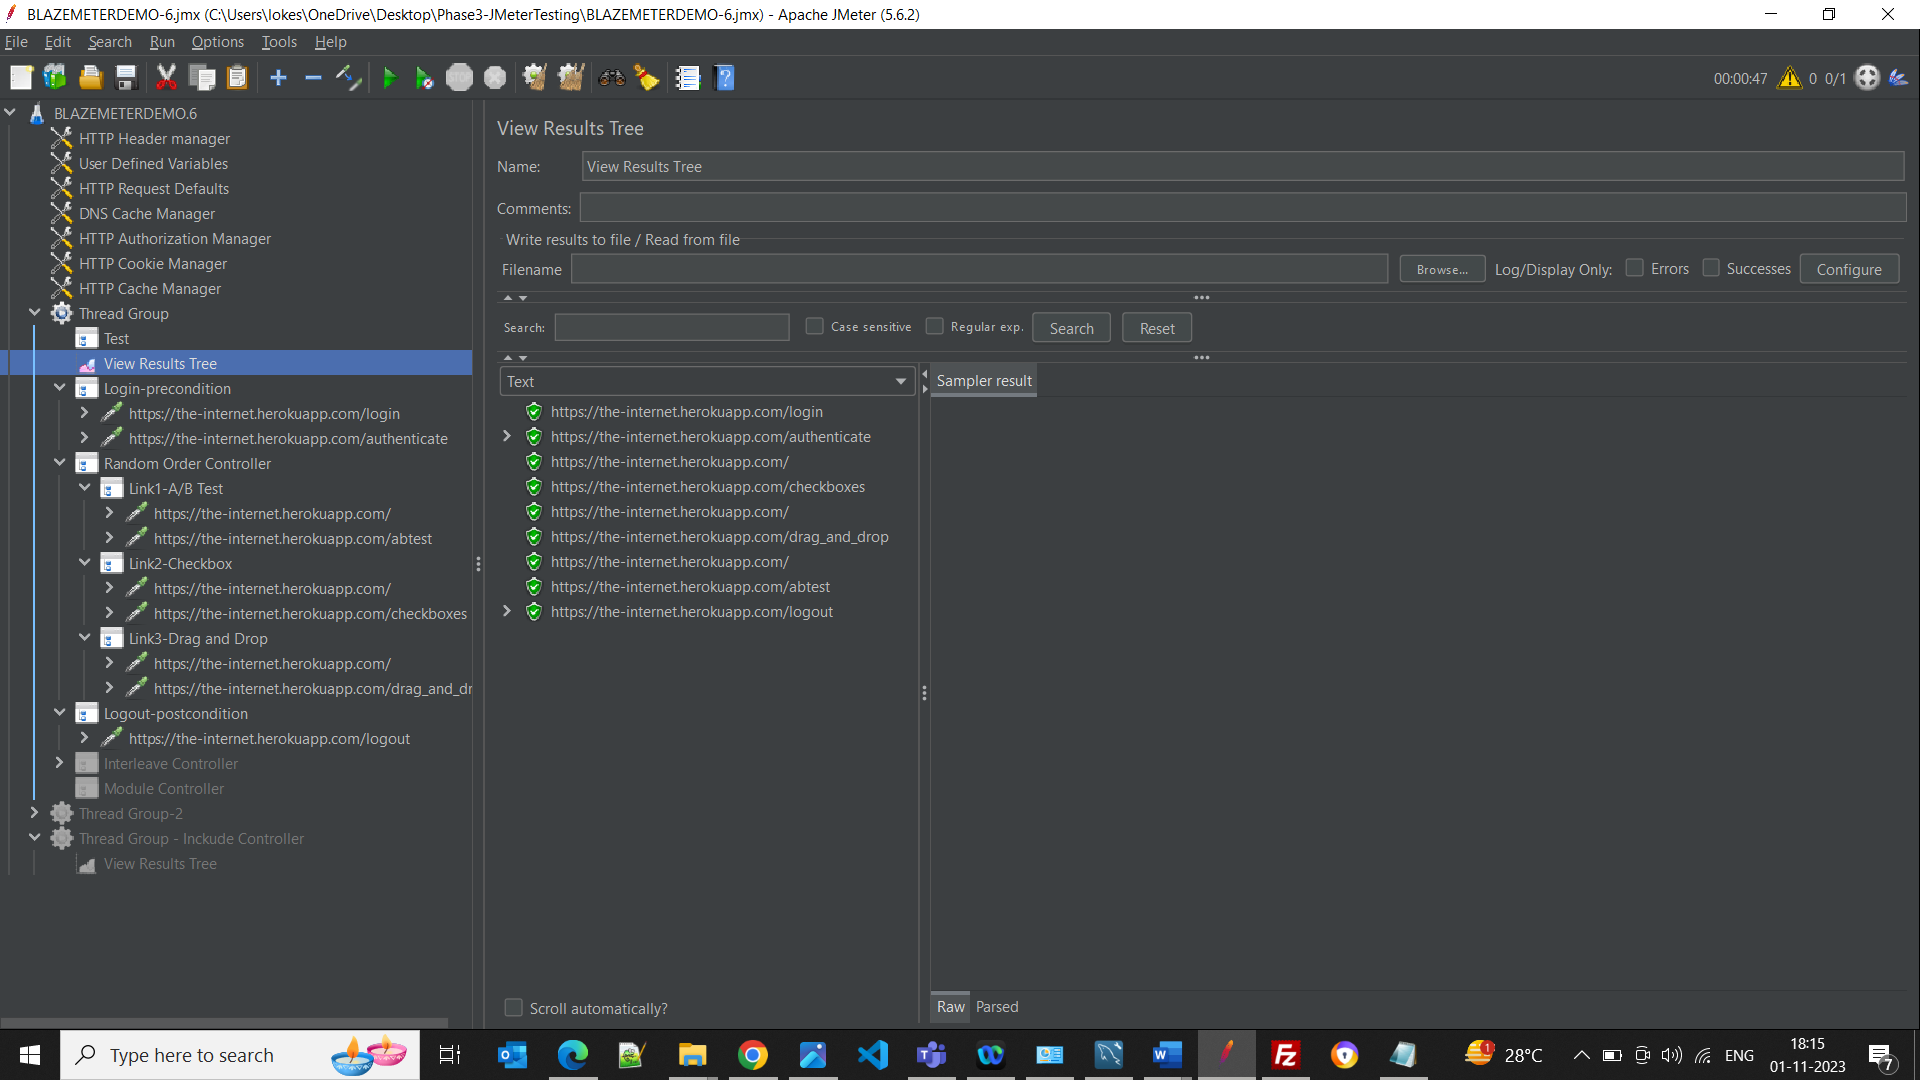 BLAZEMETERDEMO-6.jmx (C:\Users\lokes\OneDrive\Desktop\Phase3-JMeterTesting\BLAZEMETERDEMO-6.jmx) - Apache JMeter (5.6.2)
File Edit Search Run Options Tools Help
STOP
00:00:47 0 0/1
BLAZEMETERDEMO.6
HTTP Header manager
User Defined Variables
HTTP Request Defaults
DNS Cache Manager
HTTP Authorization Manager
HTTP Cookie Manager
HTTP Cache Manager
Thread Group
Test
View Results Tree
Login-precondition
https://the-internet.herokuapp.com/login
https://the-internet.herokuapp.com/authenticate
Random Order Controller
Link1-A/B Test
https://the-internet.herokuapp.com/
https://the-internet.herokuapp.com/abtest
Link2-Checkbox
https://the-internet.herokuapp.com/
https://the-internet.herokuapp.com/checkboxes
Link3-Drag and Drop
https://the-internet.herokuapp.com/
https://the-internet.herokuapp.com/drag_and_dr
Logout-postcondition
https://the-internet.herokuapp.com/logout
Interleave Controller
Module Controller
Thread Group-2
Thread Group - Inckude Controller
View Results Tree
View Results Tree
Name: View Results Tree
Comments:
Write results to file / Read from file
Filename Browse... Log/Display Only: Errors Successes Configure
Search: Case sensitive Regular exp. Search Reset
Text
Sampler result
https://the-internet.herokuapp.com/login
https://the-internet.herokuapp.com/authenticate
https://the-internet.herokuapp.com/
https://the-internet.herokuapp.com/checkboxes
https://the-internet.herokuapp.com/
https://the-internet.herokuapp.com/drag_and_drop
https://the-internet.herokuapp.com/
https://the-internet.herokuapp.com/abtest
https://the-internet.herokuapp.com/logout
Scroll automatically?
Raw Parsed
Type here to search
1 28°C ENG
18:15
01-11-2023
7